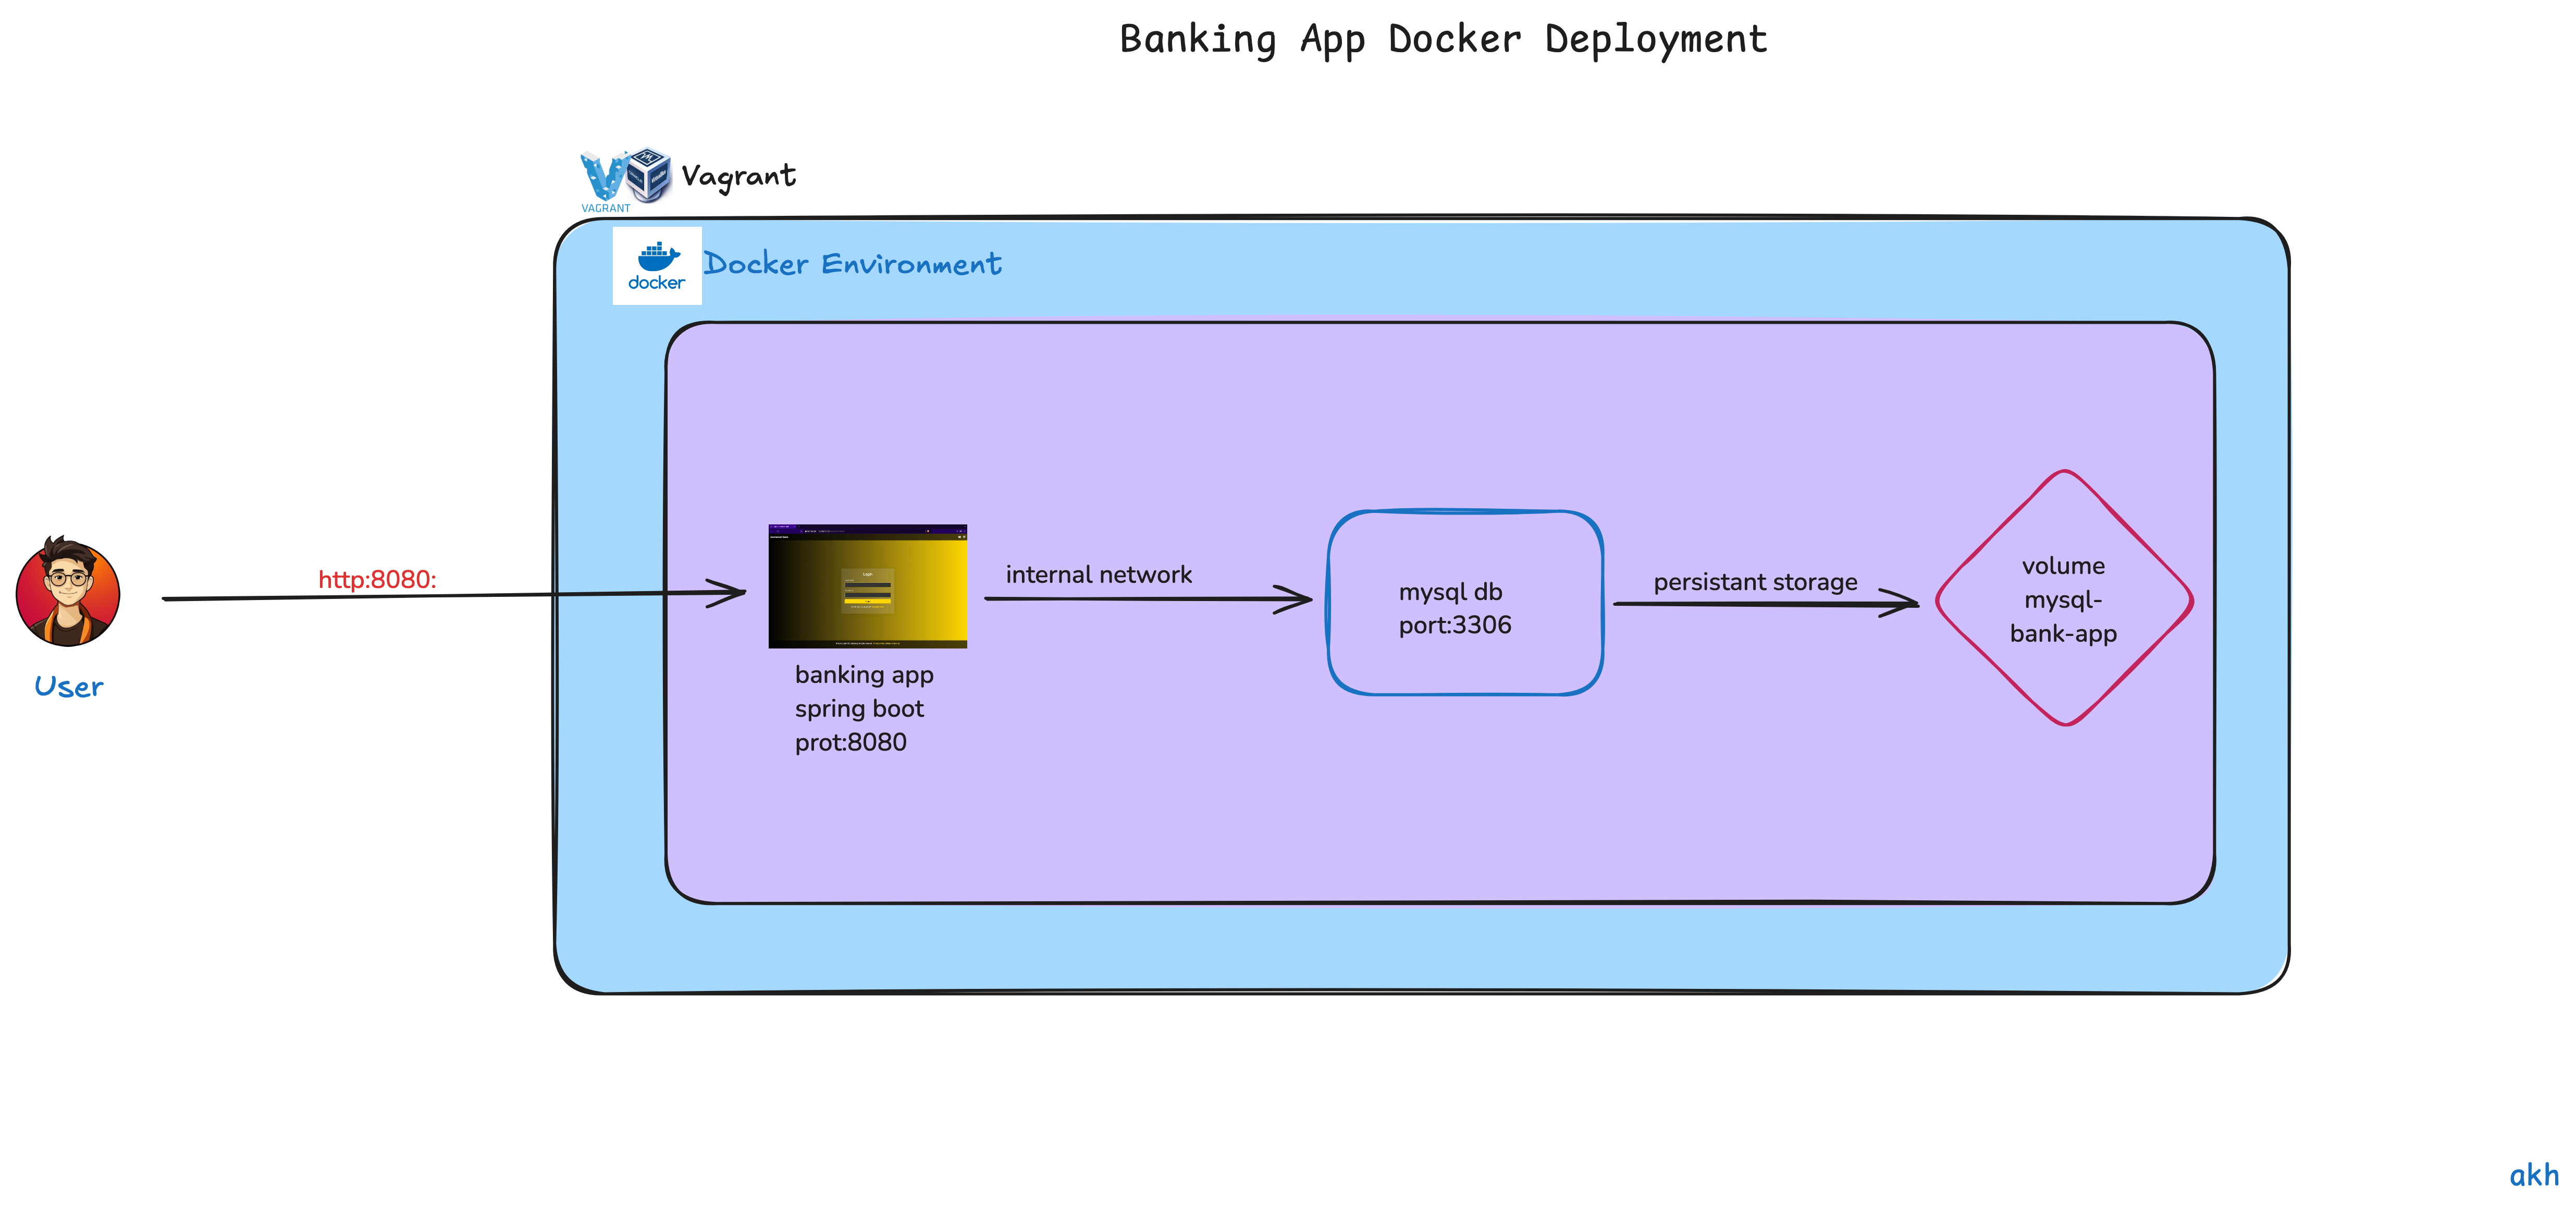 Banking App Docker Deployment
VAGRANT
Vagrant
docker
Docker Environment
http:8080:
User
Login
banking app
spring boot
prot:8080
internal network
mysql db
port:3306
persistant storage
volume
mysql-
bank-app
akh